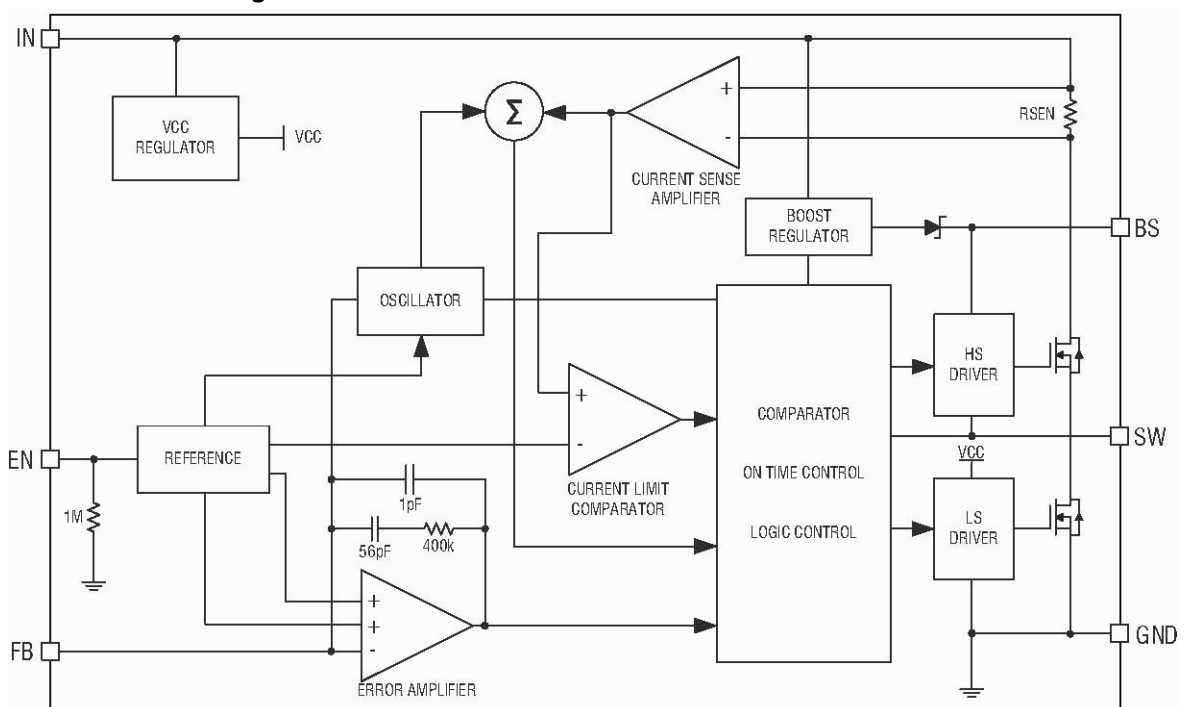 IN
+
-
RSEN
Σ
VCC
REGULATOR
VCC
CURRENT SENSE
AMPLIFIER
BOOST
REGULATOR
BS
OSCILLATOR
HS
DRIVER
+
-
COMPARATOR
ON TIME CONTROL
LOGIC CONTROL
EN
REFERENCE
SW
VCC
CURRENT LIMIT
COMPARATOR
1M
1pF
56pF
400k
LS
DRIVER
+
+
-
FB
GND
ERROR AMPLIFIER